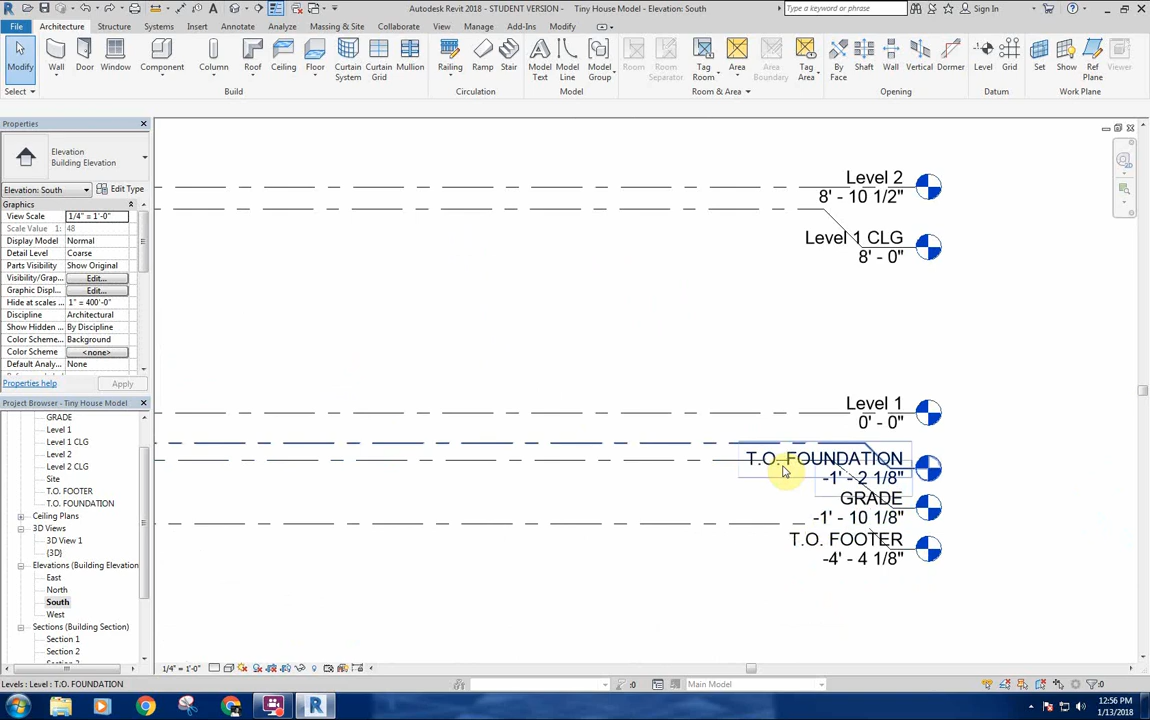 Autodesk Revit 2018 - STUDENT VERSION - Tiny House Model - Elevation: South
Type a keyword or phrase
Sign In
File Architecture Structure Systems Insert Annotate Analyze Massing & Site Collaborate View Manage Add-Ins Modify
Modify Wall Door Window Component Column Roof Ceiling Floor Curtain System Curtain Grid Mullion Railing Ramp Stair Model Text Model Line Model Group Room Room Separator Tag Room Area Area Boundary Tag Area By Face Shaft Wall Vertical Dormer Level Grid Set Show Ref Plane Viewer
Select Build Circulation Model Room & Area Opening Datum Work Plane
Properties
Elevation
Building Elevation
Elevation: South Edit Type
Graphics
View Scale 1/4" = 1'-0"
Scale Value 1: 48
Display Model Normal
Detail Level Coarse
Parts Visibility Show Original
Visibility/Grap... Edit...
Graphic Displ... Edit...
Hide at scales ... 1" = 400'-0"
Discipline Architectural
Show Hidden ... By Discipline
Color Scheme... Background
Color Scheme <none>
Default Analy... None
Properties help Apply
Project Browser - Tiny House Model
GRADE
Level 1
Level 1 CLG
Level 2
Level 2 CLG
Site
T.O. FOOTER
T.O. FOUNDATION
Ceiling Plans
3D Views
3D View 1
{3D}
Elevations (Building Elevation
East
North
South
West
Sections (Building Section)
Section 1
Section 2
Level 2
8' - 10 1/2"
Level 1 CLG
8' - 0"
Level 1
0' - 0"
T.O. FOUNDATION
-1' - 2 1/8"
GRADE
-1' - 10 1/8"
T.O. FOOTER
-4' - 4 1/8"
1/4" = 1'-0"
Levels : Level : T.O. FOUNDATION
:0
Main Model
:0
12:56 PM
1/13/2018